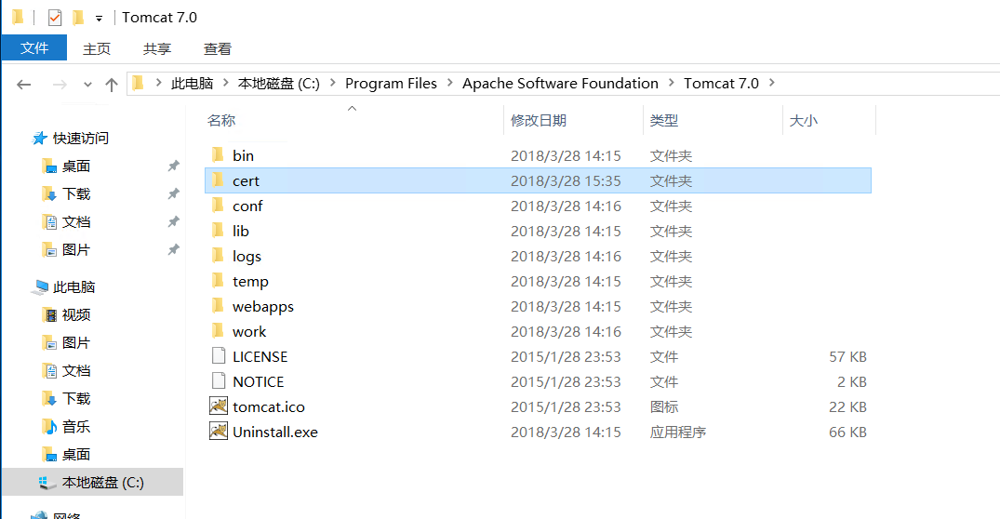 Tomcat 7.0
文件 主页 共享 查看
此电脑 本地磁盘 (C:) Program Files Apache Software Foundation Tomcat 7.0
名称 修改日期 类型 大小
快速访问
桌面
下载
文档
图片
此电脑
视频
图片
文档
下载
音乐
桌面
本地磁盘 (C:)
网络
bin 2018/3/28 14:15 文件夹
cert 2018/3/28 15:35 文件夹
conf 2018/3/28 14:16 文件夹
lib 2018/3/28 14:15 文件夹
logs 2018/3/28 14:16 文件夹
temp 2018/3/28 14:15 文件夹
webapps 2018/3/28 14:15 文件夹
work 2018/3/28 14:16 文件夹
LICENSE 2015/1/28 23:53 文件 57 KB
NOTICE 2015/1/28 23:53 文件 2 KB
tomcat.ico 2015/1/28 23:53 图标 22 KB
Uninstall.exe 2018/3/28 14:15 应用程序 66 KB